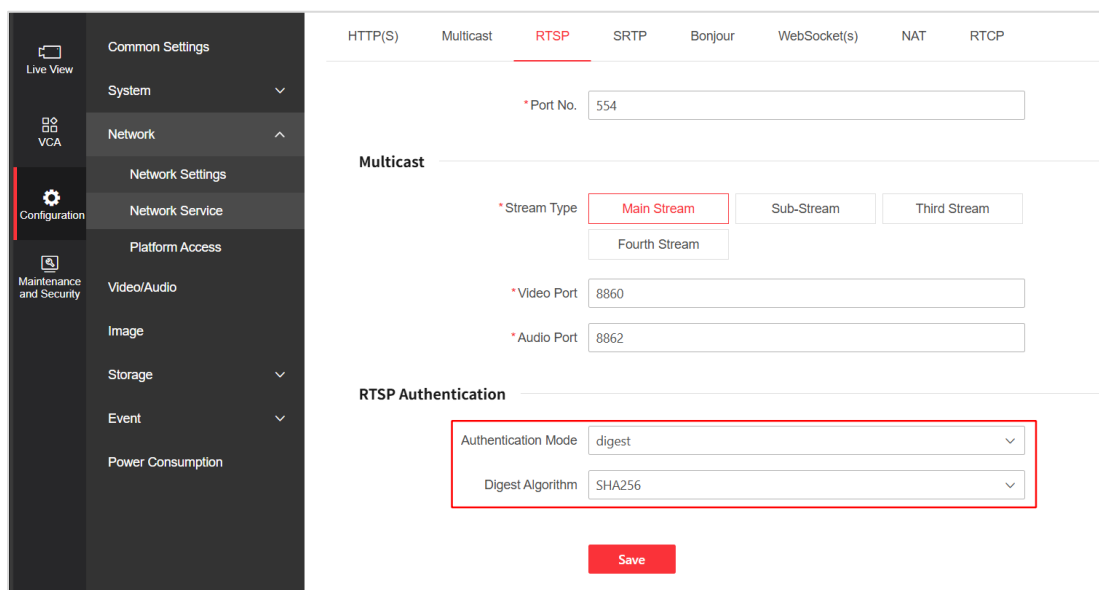 HTTP(S) Multicast RTSP SRTP Bonjour WebSocket(s) NAT RTCP
Live View
VCA
Configuration
Maintenance
and Security
Common Settings
System
Network
Network Settings
Network Service
Platform Access
Video/Audio
Image
Storage
Event
Power Consumption
*Port No. 554
Multicast
*Stream Type Main Stream Sub-Stream Third Stream
Fourth Stream
*Video Port 8860
*Audio Port 8862
RTSP Authentication
Authentication Mode digest
Digest Algorithm SHA256
Save